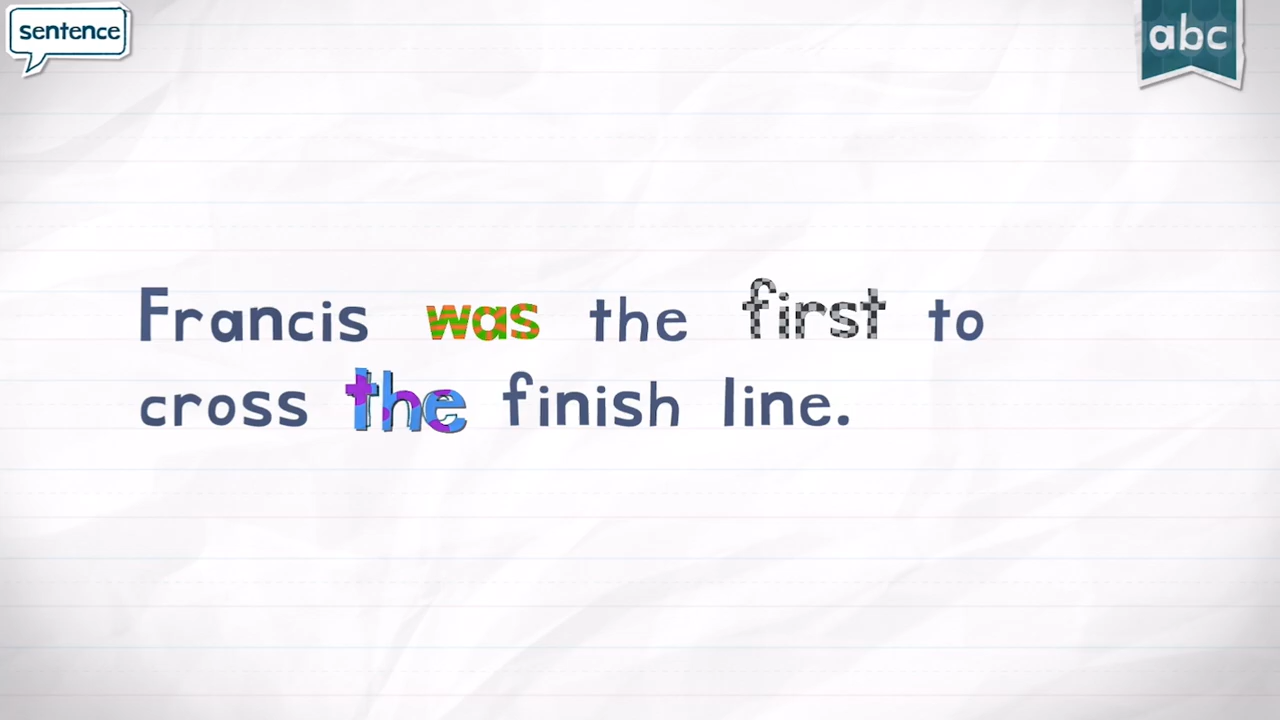 sentence
abc
Francis was the first to
cross the finish line.